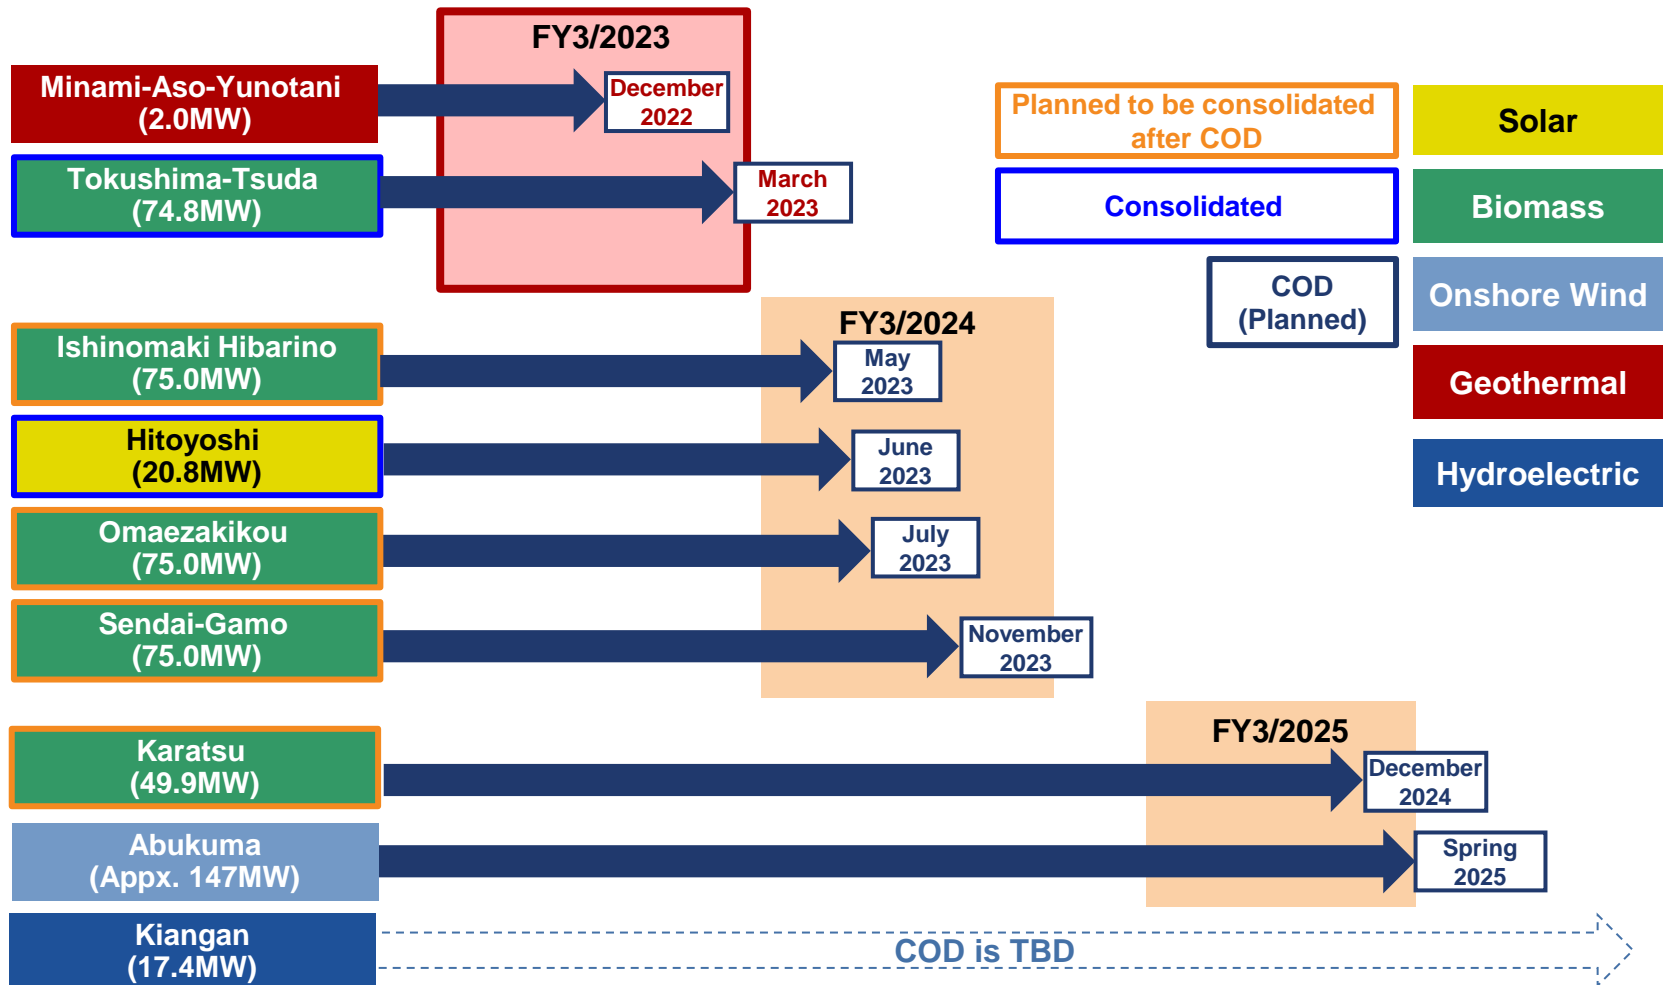 FY3/2023
Minami-Aso-Yunotani
(2.0MW)
December
2022
Tokushima-Tsuda
(74.8MW)
March
2023
Planned to be consolidated
after COD
Solar
Consolidated
Biomass
COD
(Planned)
Onshore Wind
Geothermal
Hydroelectric
FY3/2024
Ishinomaki Hibarino
(75.0MW)
May
2023
Hitoyoshi
(20.8MW)
June
2023
Omaezakikou
(75.0MW)
July
2023
Sendai-Gamo
(75.0MW)
November
2023
FY3/2025
Karatsu
(49.9MW)
December
2024
Abukuma
(Appx. 147MW)
Spring
2025
Kiangan
(17.4MW)
COD is TBD